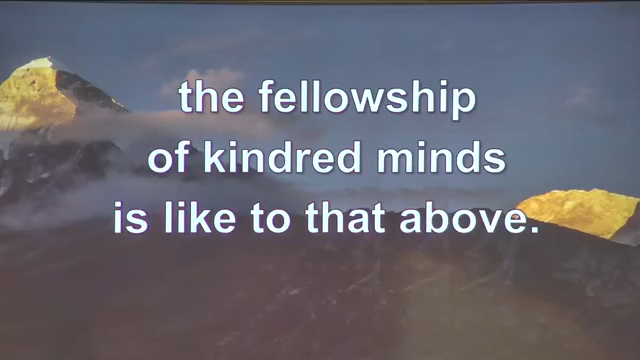 the fellowship
of kindred minds
is like to that above.